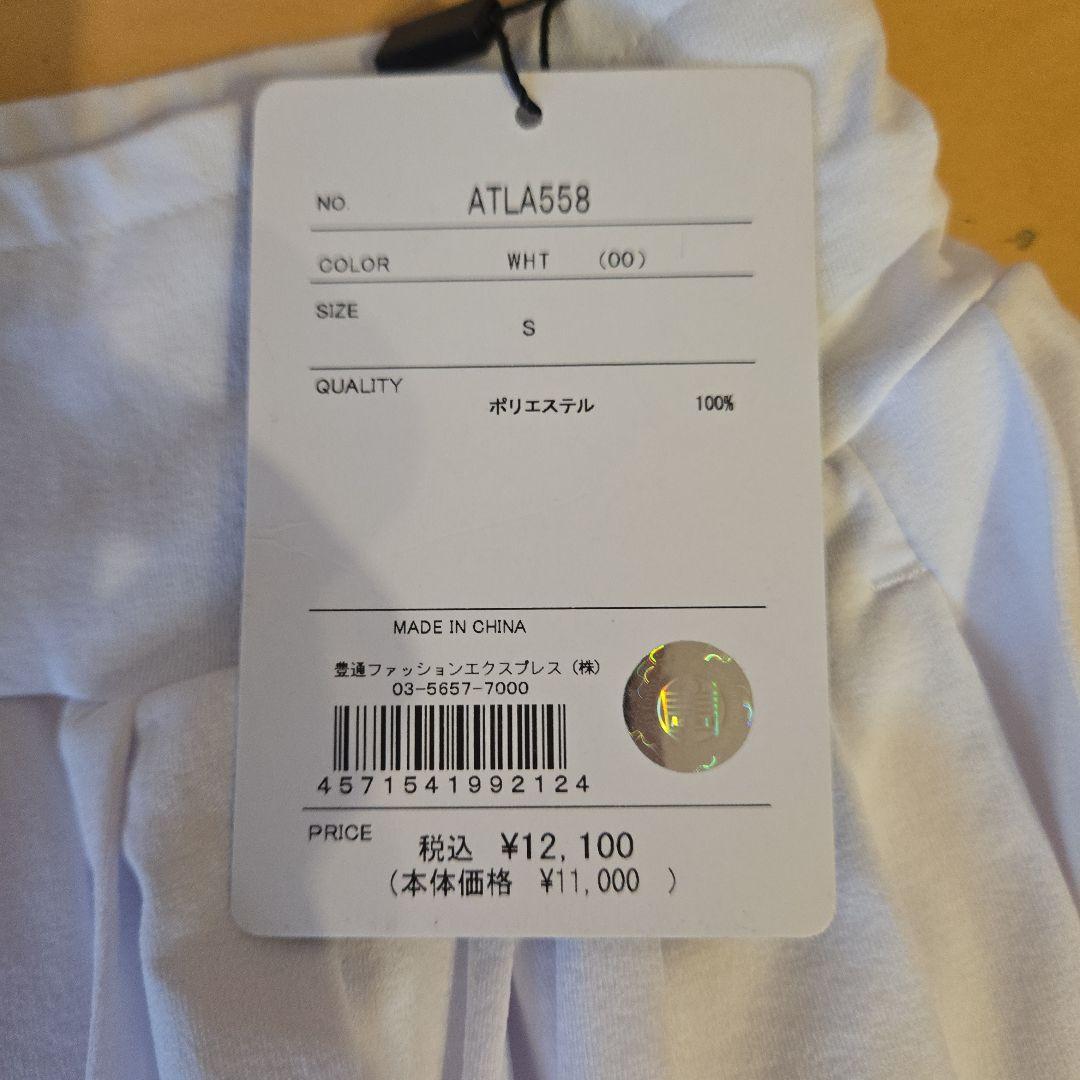 NO. ATLA558
COLOR WHT (00)
SIZE
S
QUALITY
ポリエステル 100%
MADE IN CHINA
豊通ファッションエクスプレス（株）
03-5657-7000
4571541992124
PRICE
税込 ¥12,100
(本体価格 ¥11,000 )